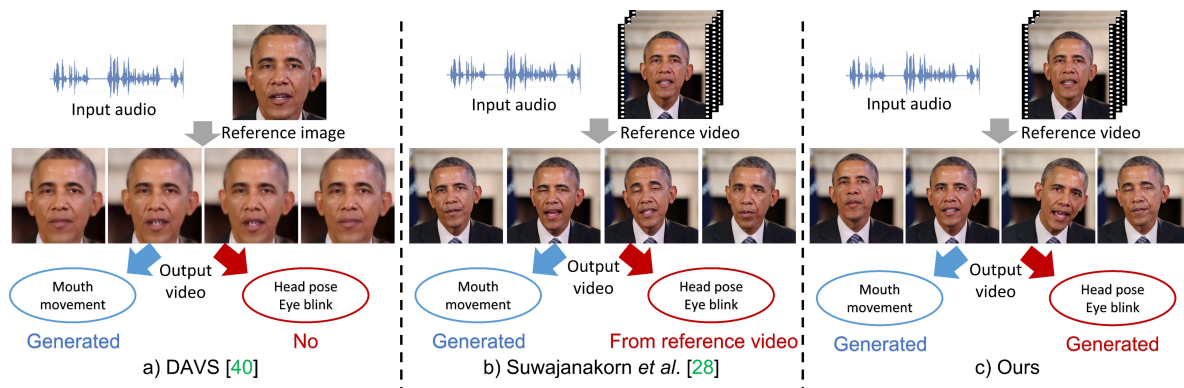 Input audio
Reference image
Output
video
Mouth
movement
Head pose
Eye blink
Generated
No
a) DAVS [40]
Input audio
Reference video
Output
video
Mouth
movement
Head pose
Eye blink
Generated
From reference video
b) Suwajanakorn et al. [28]
Input audio
Reference video
Output
video
Mouth
movement
Head pose
Eye blink
Generated
Generated
c) Ours